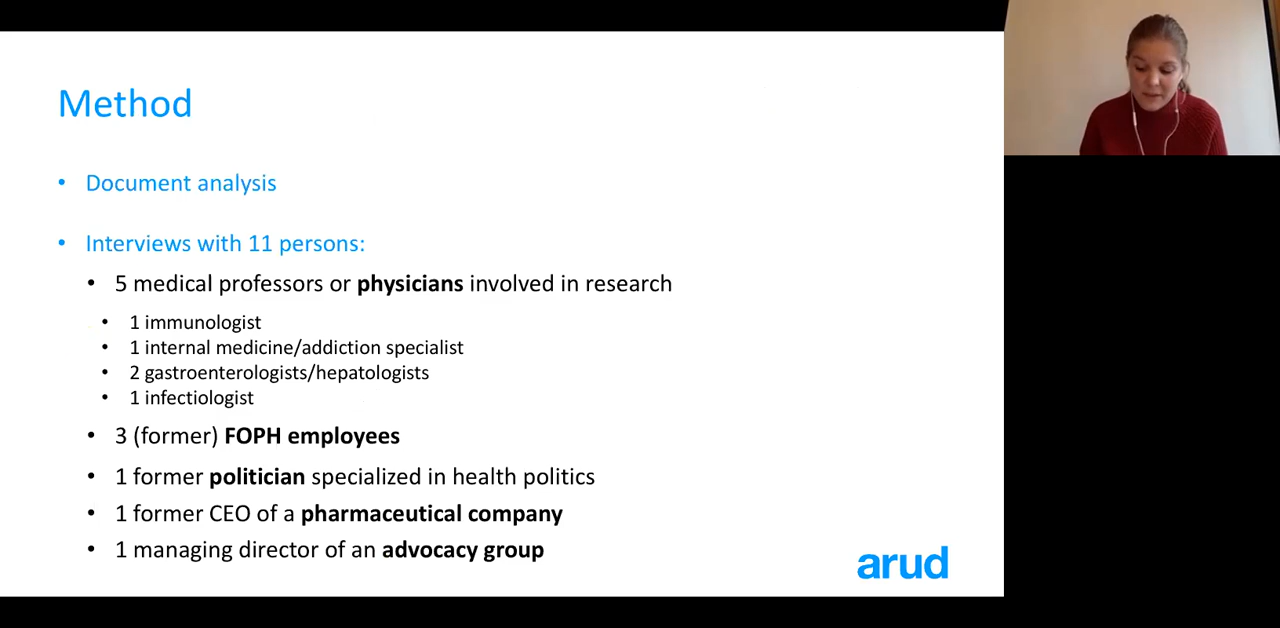 Method
• Document analysis
• Interviews with 11 persons:
• 5 medical professors or physicians involved in research
• 1 immunologist
• 1 internal medicine/addiction specialist
• 2 gastroenterologists/hepatologists
• 1 infectiologist
• 3 (former) FOPH employees
• 1 former politician specialized in health politics
• 1 former CEO of a pharmaceutical company
• 1 managing director of an advocacy group
arud